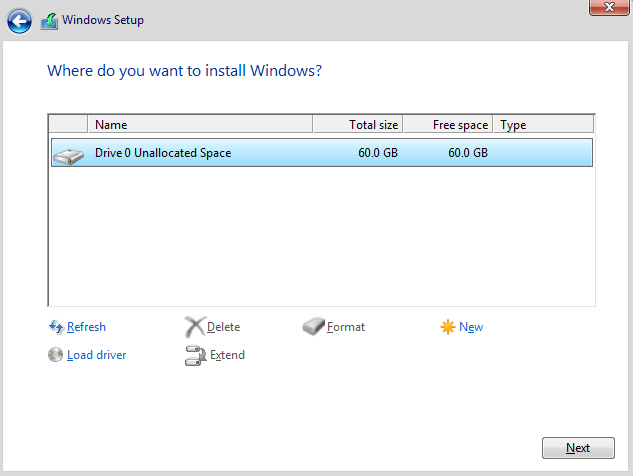 Windows Setup
Where do you want to install Windows?
Name Total size Free space Type
Drive 0 Unallocated Space 60.0 GB 60.0 GB
Refresh Delete Format New
Load driver Extend
Next